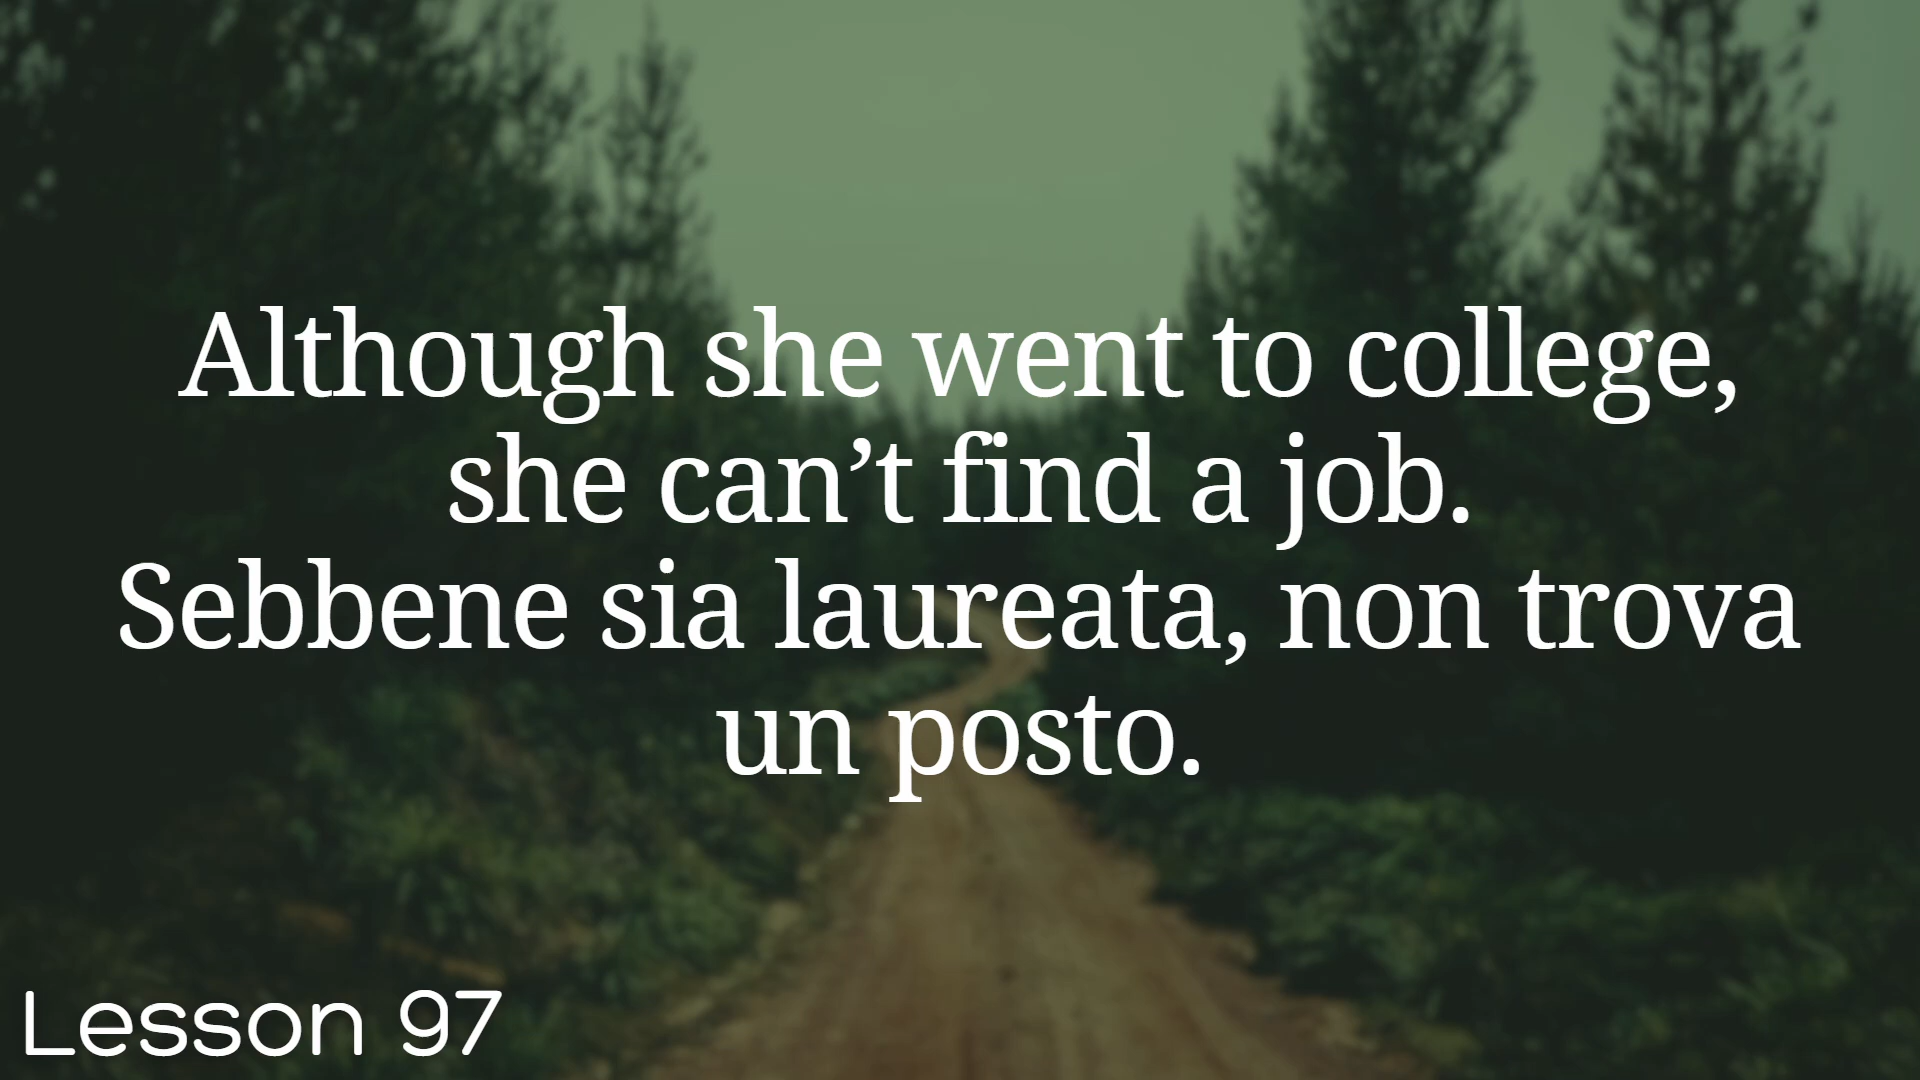 Although she went to college,
she can’t find a job.
Sebbene sia laureata, non trova
un posto.
Lesson 97